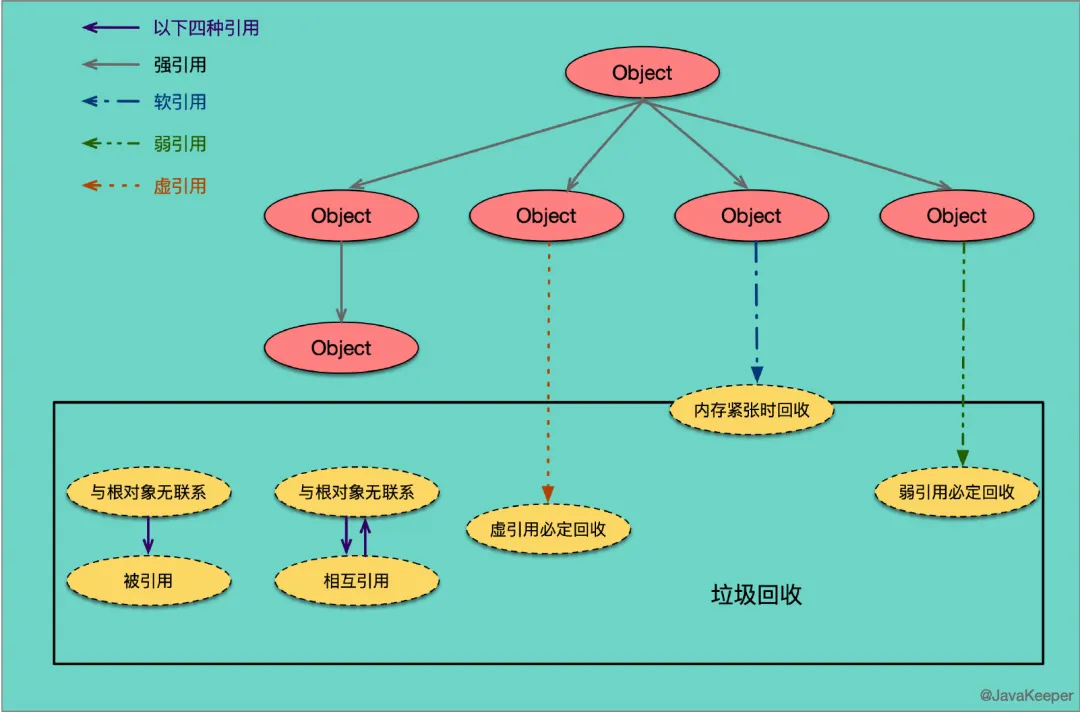 以下四种引用
强引用
软引用
弱引用
虚引用
Object
Object
Object
Object
Object
Object
内存紧张时回收
与根对象无联系
与根对象无联系
弱引用必定回收
虚引用必定回收
被引用
相互引用
垃圾回收
@JavaKeeper